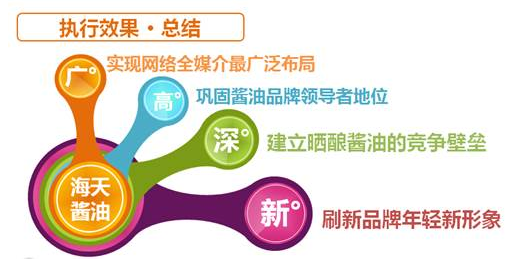 执行效果·总结
广°
实现网络全媒介最广泛布局
高°
巩固酱油品牌领导者地位
深°
建立晒酿酱油的竞争壁垒
海天
酱油
新°
刷新品牌年轻新形象